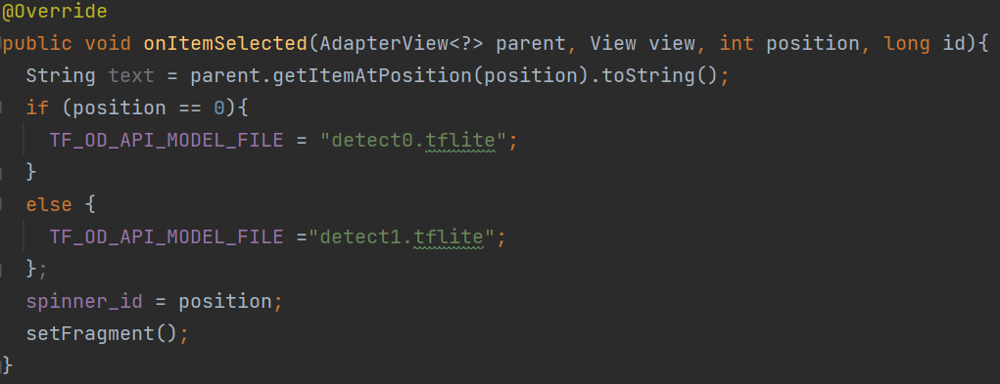 @Override
public void onItemSelected(AdapterView<?> parent, View view, int position, long id){
String text = parent.getItemAtPosition(position).toString();
if (position == 0){
TF_OD_API_MODEL_FILE = "detect0.tflite";
}
else {
TF_OD_API_MODEL_FILE ="detect1.tflite";
};
spinner_id = position;
setFragment();
}